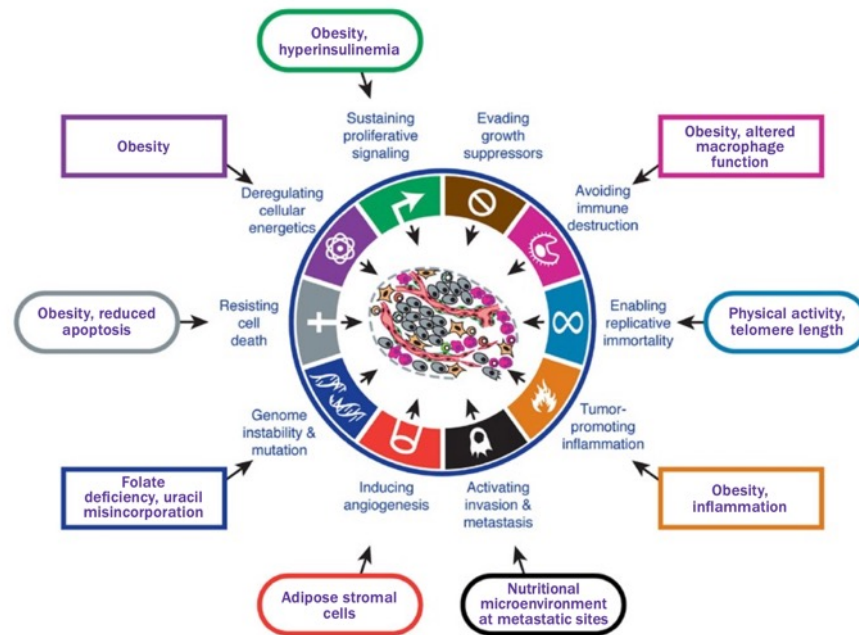 Obesity,
hyperinsulinemia
Sustaining
proliferative
signaling
Evading
growth
suppressors
Obesity
Obesity, altered
macrophage
function
Deregulating
cellular
energetics
Avoiding
immune
destruction
Obesity, reduced
apoptosis
Resisting
cell
death
Enabling
replicative
immortality
Physical activity,
telomere length
Genome
instability &
mutation
Tumor-
promoting
inflammation
Folate
deficiency, uracil
misincorporation
Inducing
angiogenesis
Activating
invasion &
metastasis
Obesity,
inflammation
Adipose stromal
cells
Nutritional
microenvironment
at metastatic sites